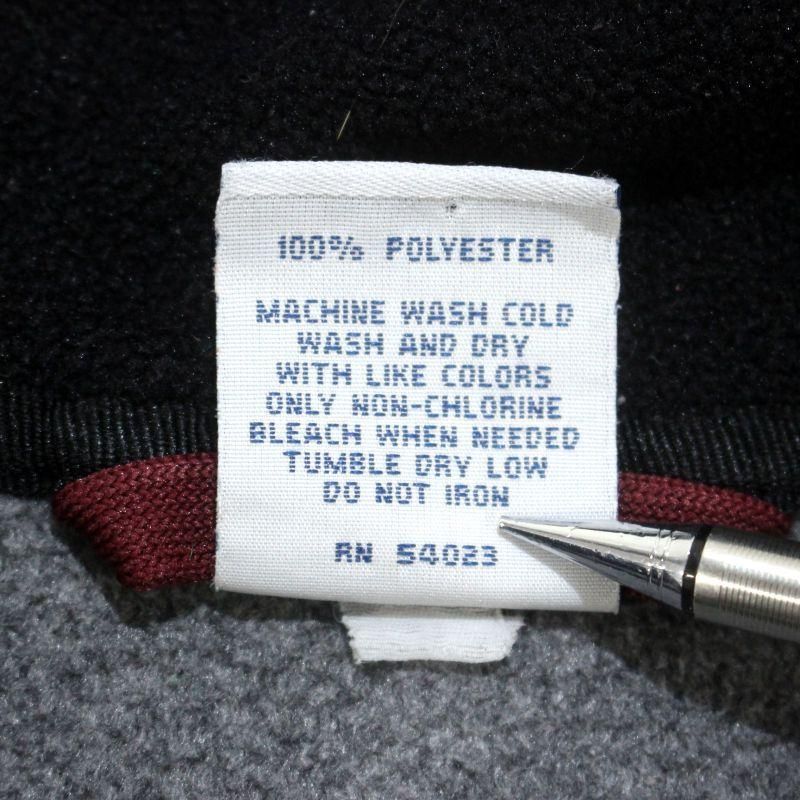 100% POLYESTER
MACHINE WASH COLD
WASH AND DRY
WITH LIKE COLORS
ONLY NON-CHLORINE
BLEACH WHEN NEEDED
TUMBLE DRY LOW
DO NOT IRON
RN 54023